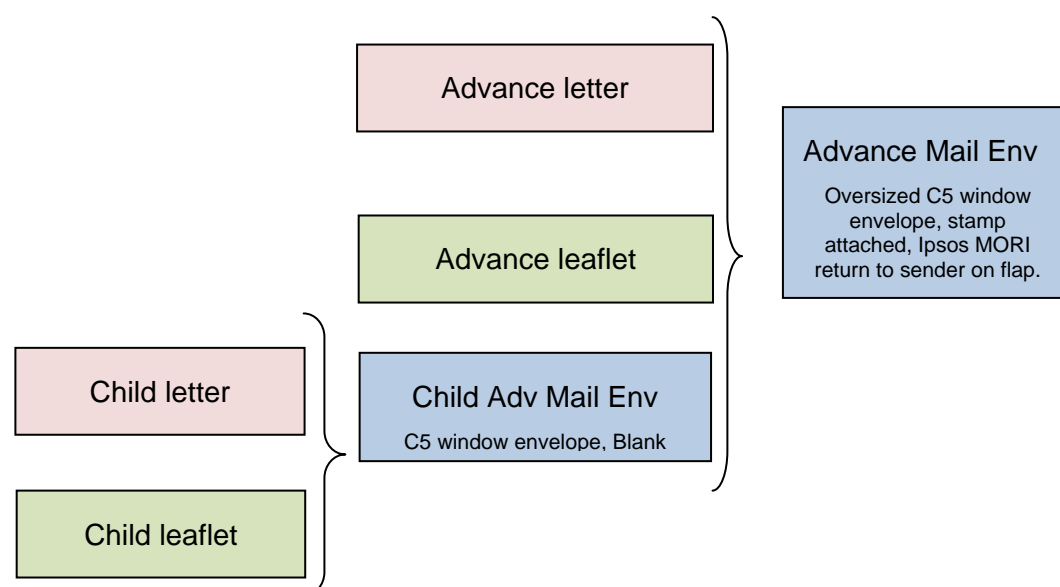 Advance letter
Advance Mail Env
Oversized C5 window
envelope, stamp
attached, Ipsos MORI
return to sender on flap.
Advance leaflet
Child letter
Child Adv Mail Env
C5 window envelope, Blank
Child leaflet